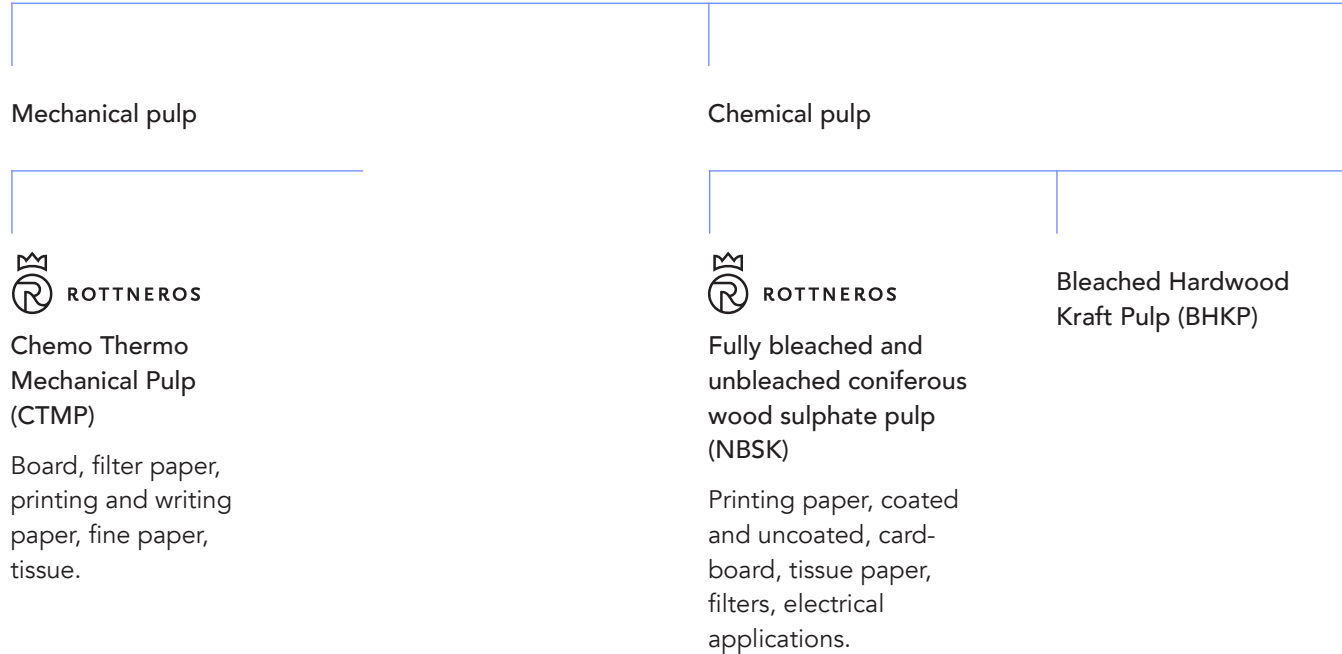 Mechanical pulp
Chemical pulp
ROTTNEROS
Chemo Thermo
Mechanical Pulp
(CTMP)
Board, filter paper,
printing and writing
paper, fine paper,
tissue.
ROTTNEROS
Fully bleached and
unbleached coniferous
wood sulphate pulp
(NBSK)
Printing paper, coated
and uncoated, card-
board, tissue paper,
filters, electrical
applications.
Bleached Hardwood
Kraft Pulp (BHKP)